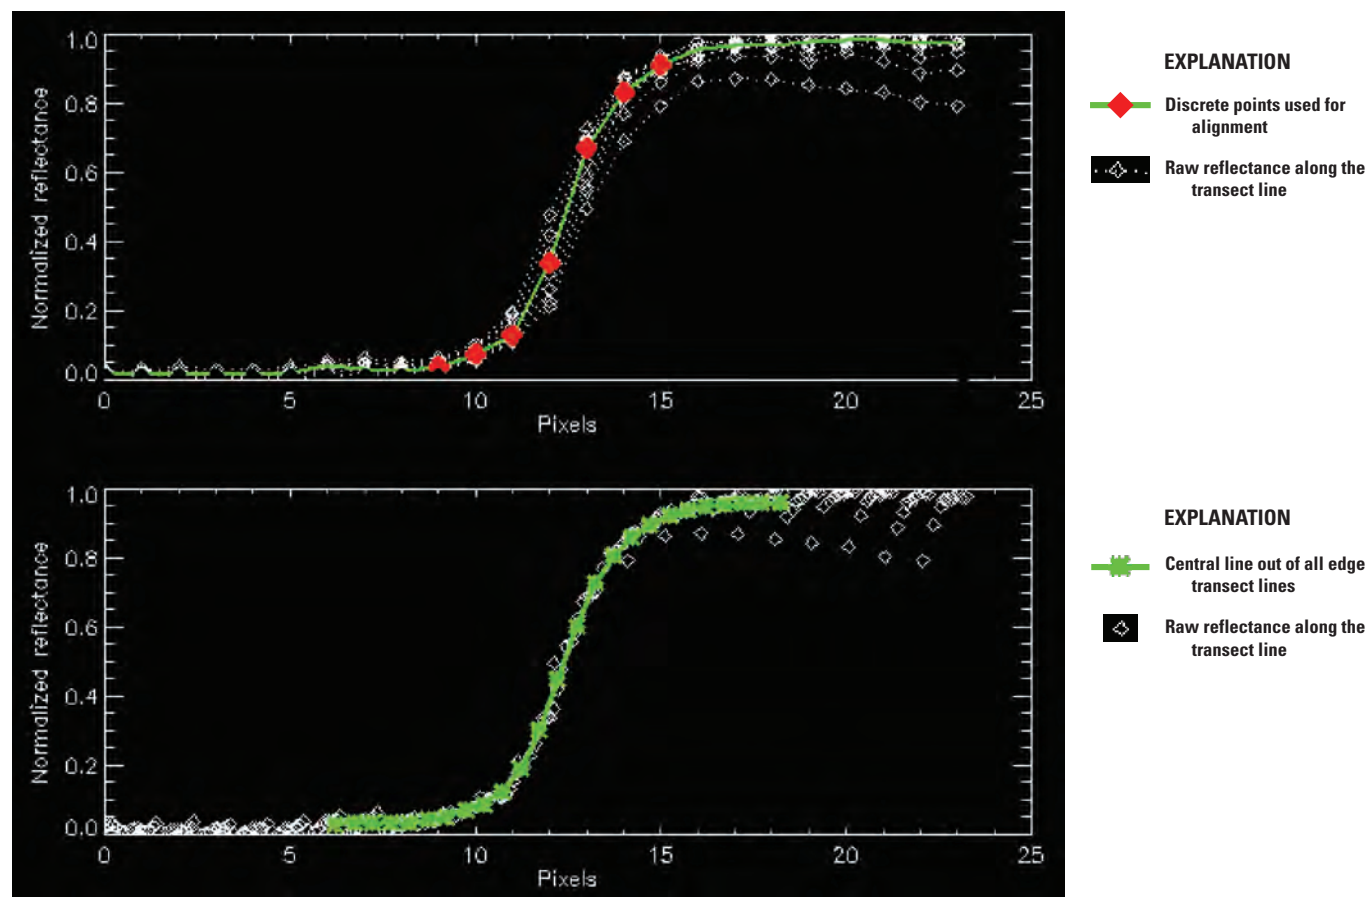 1.0
0.8
0.6
0.4
0.2
0.0
Normalized reflectance
0 5 10 15 20 25
Pixels
EXPLANATION
Discrete points used for
alignment
Raw reflectance along the
transect line
1.0
0.8
0.6
0.4
0.2
0.0
Normalized reflectance
0 5 10 15 20 25
Pixels
EXPLANATION
Central line out of all edge
transect lines
Raw reflectance along the
transect line